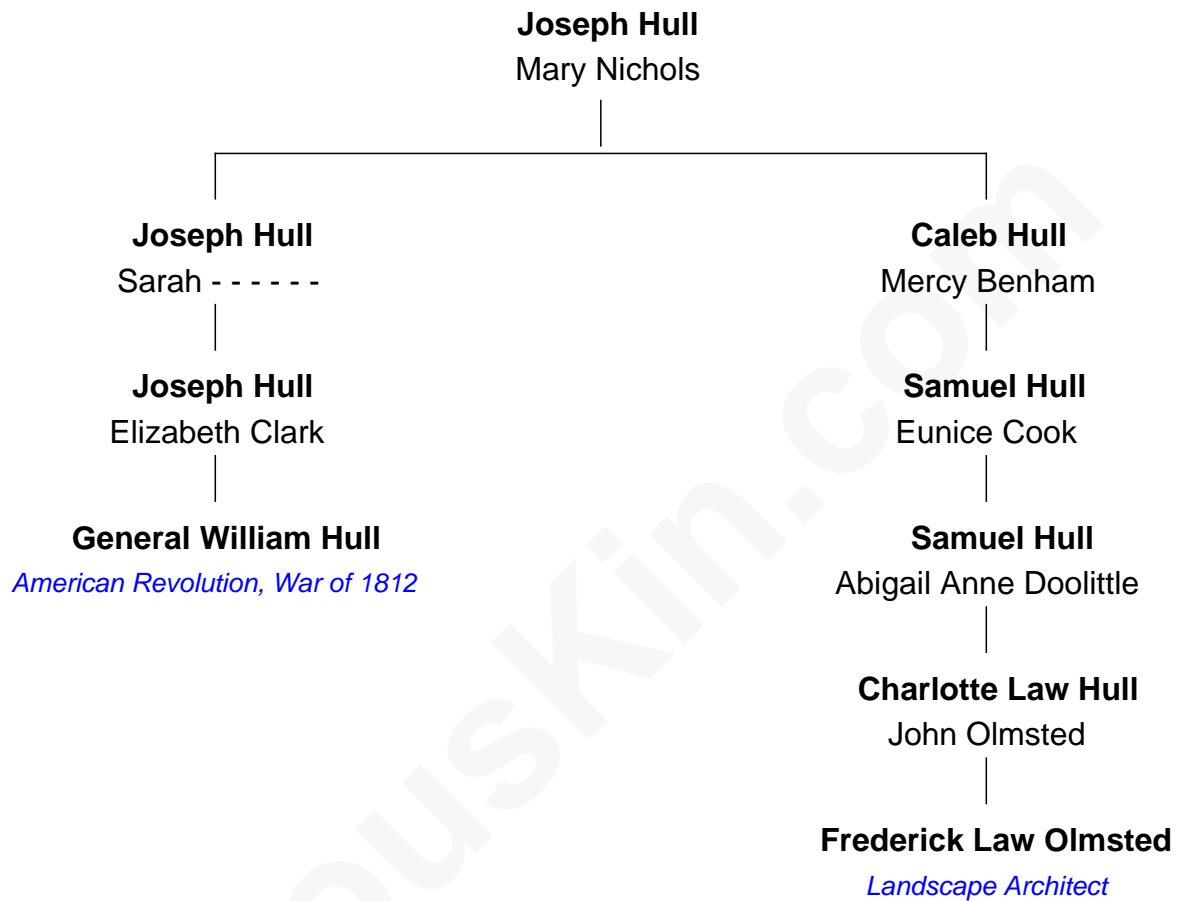 Joseph Hull
Mary Nichols
Joseph Hull
Sarah - - - - - -
Joseph Hull
Elizabeth Clark
General William Hull
American Revolution, War of 1812
Caleb Hull
Mercy Benham
Samuel Hull
Eunice Cook
Samuel Hull
Abigail Anne Doolittle
Charlotte Law Hull
John Olmsted
Frederick Law Olmsted
Landscape Architect
ousKin.com